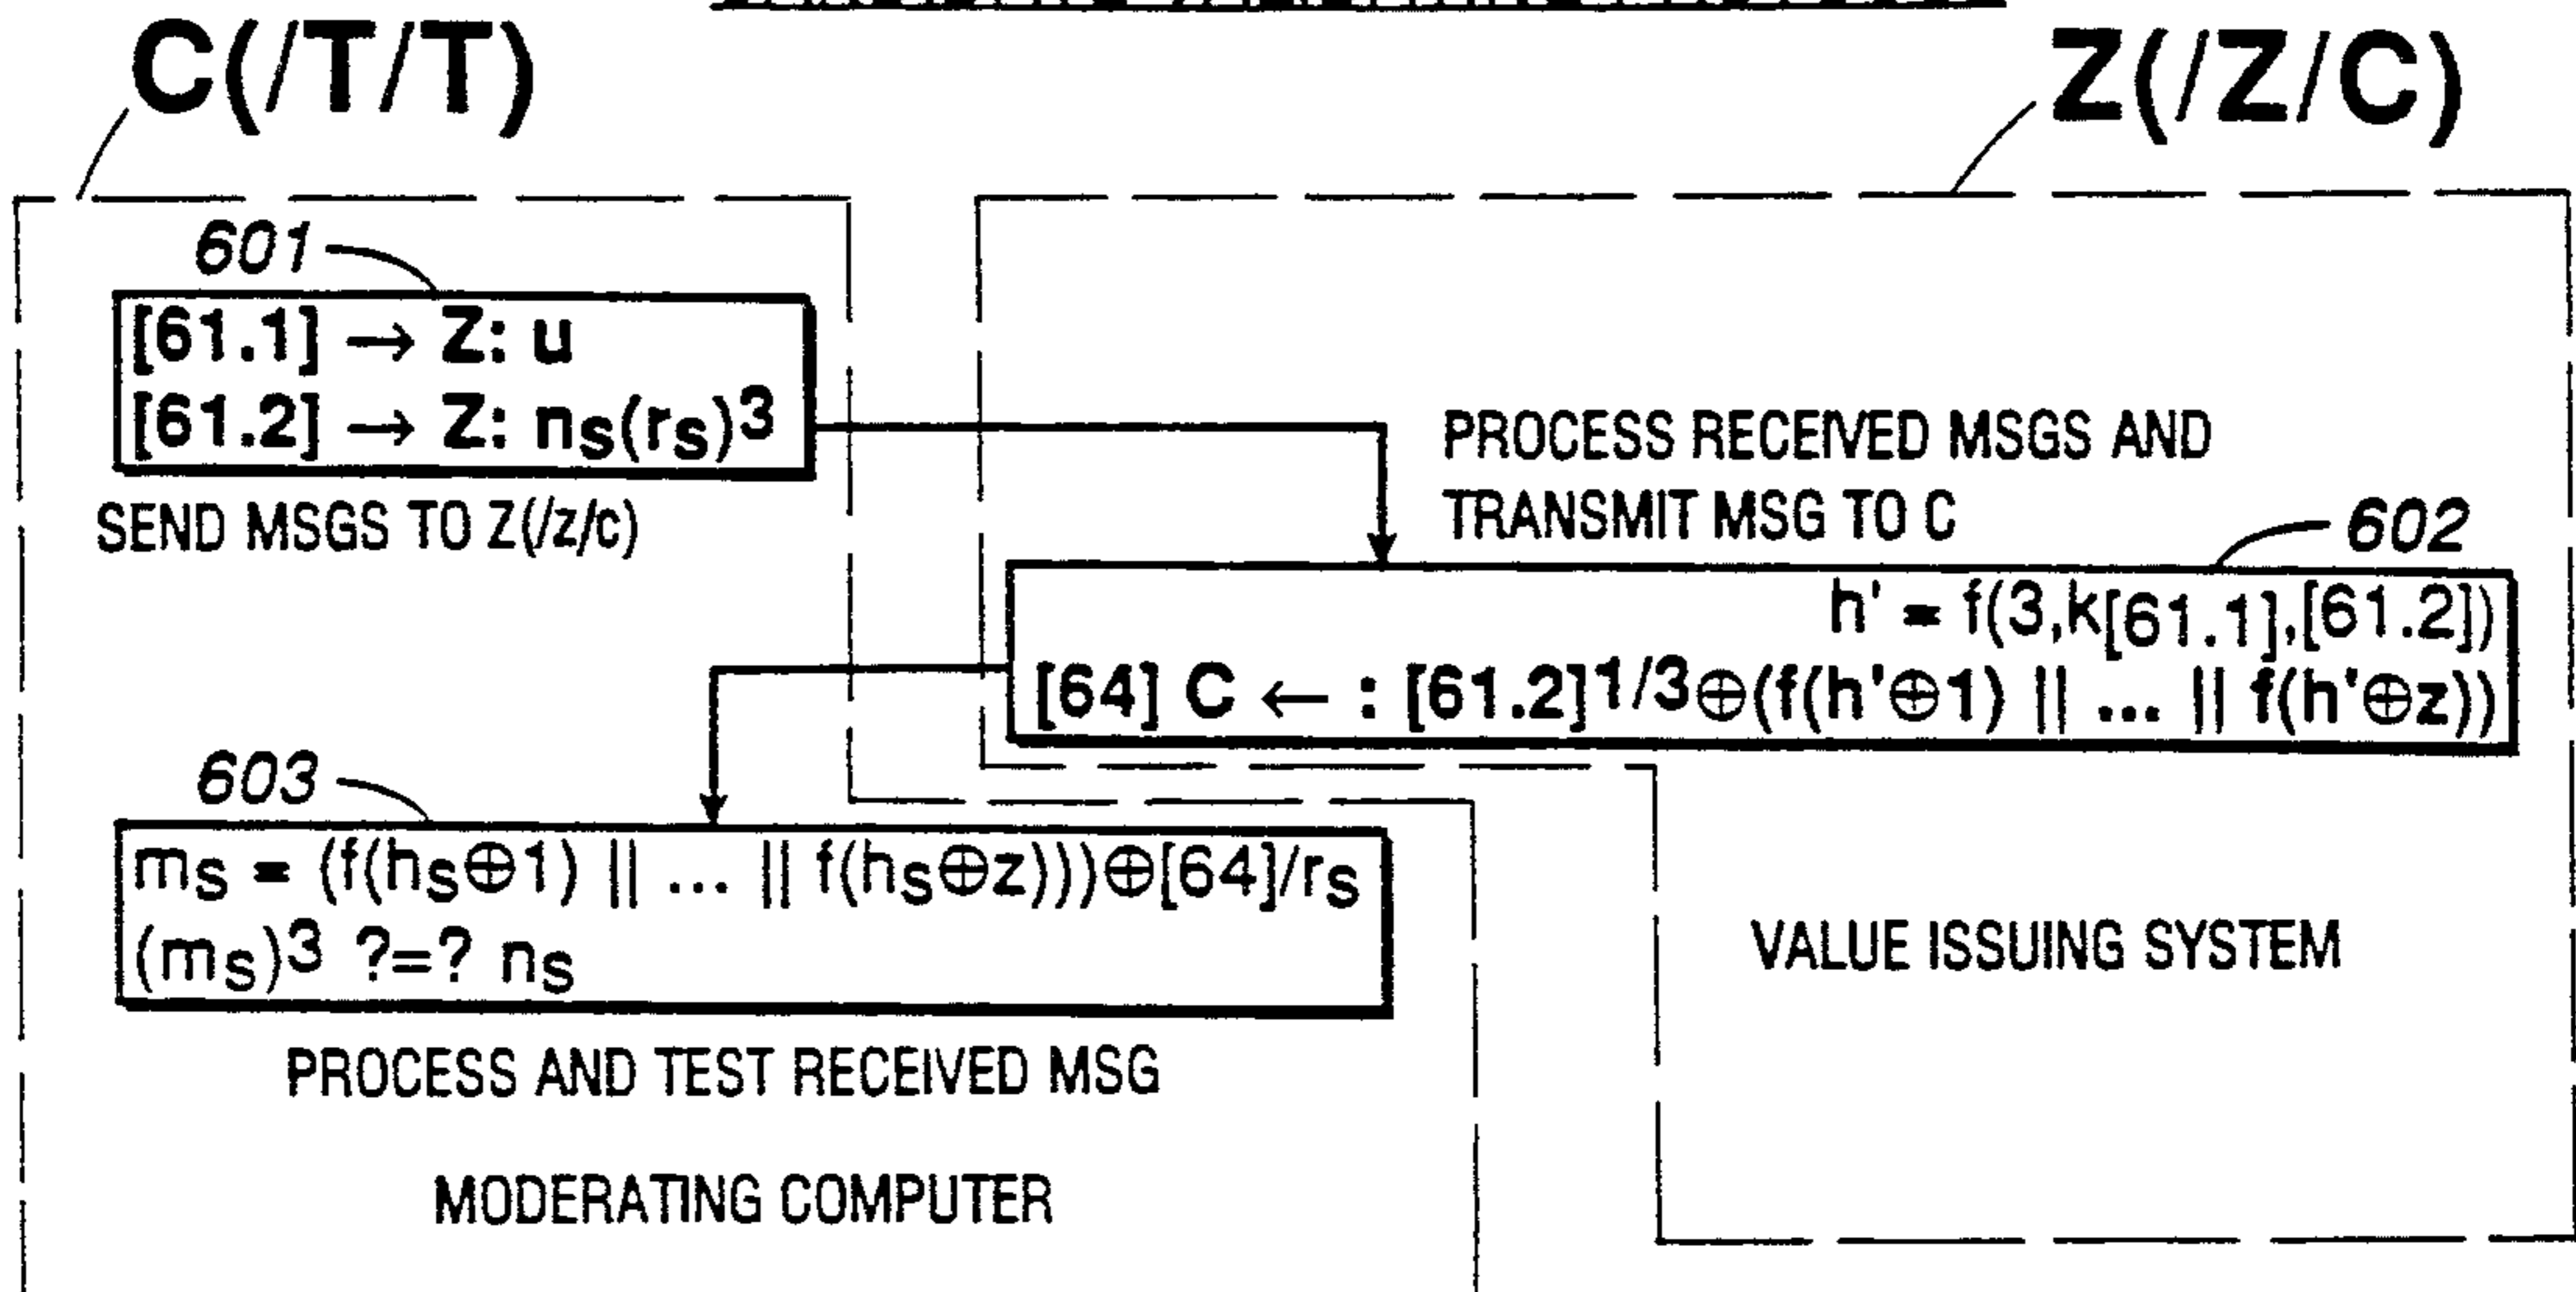 C(/T/T)
Z(/Z/C)
601
[61.1] → Z: u
[61.2] → Z: ns(rs)3
SEND MSGS TO Z(/z/c)
PROCESS RECEIVED MSGS AND
TRANSMIT MSG TO C
602
h' = f(3,k[61.1],[61.2])
[64] C ← : [61.2]1/3⊕(f(h'⊕1) || ... || f(h'⊕z))
603
ms = (f(hs⊕1) || ... || f(hs⊕z)))⊕[64]/rs
(ms)3 ?=? ns
PROCESS AND TEST RECEIVED MSG
MODERATING COMPUTER
VALUE ISSUING SYSTEM